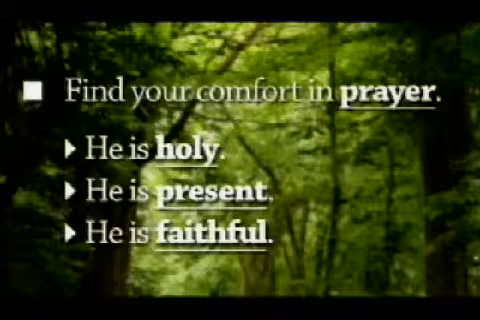 Find your comfort in prayer.
He is holy.
He is present.
He is faithful.